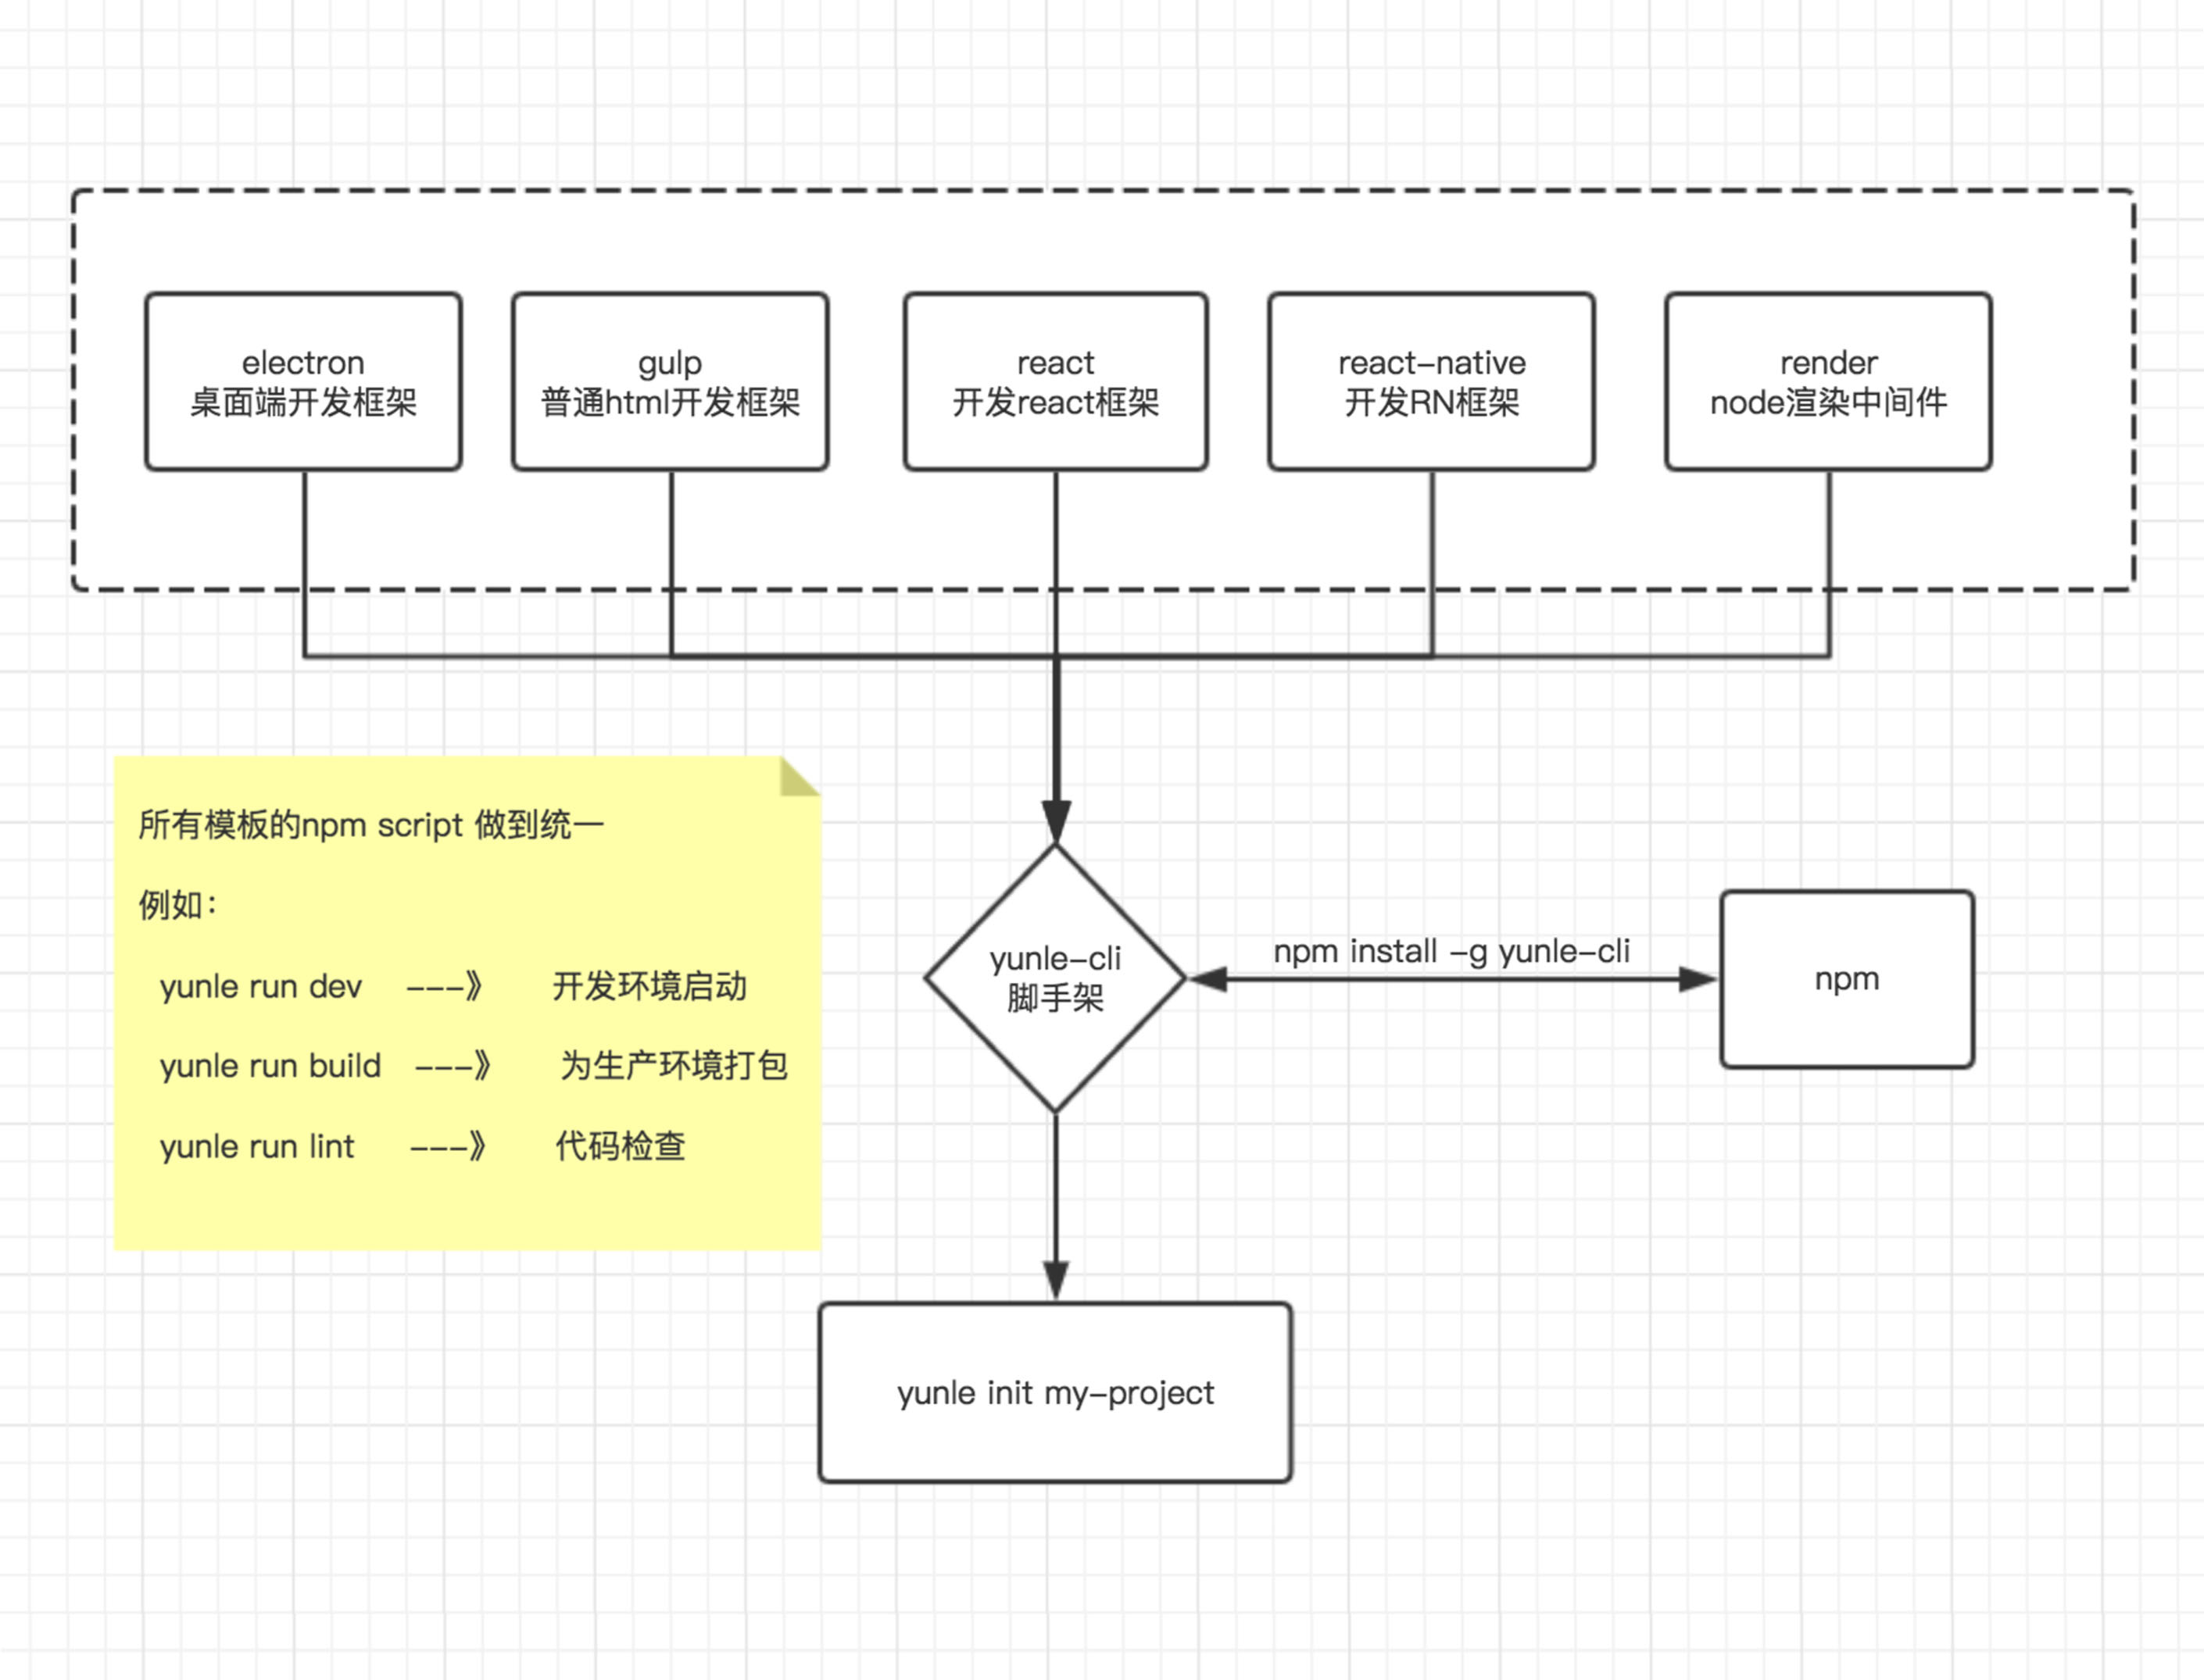 electron
桌面端开发框架
gulp
普通html开发框架
react
开发react框架
react-native
开发RN框架
render
node渲染中间件
所有模板的npm script 做到统一
例如：
yunle run dev ---》 开发环境启动
yunle run build ---》 为生产环境打包
yunle run lint ---》 代码检查
yunle-cli
脚手架
npm install -g yunle-cli
npm
yunle init my-project